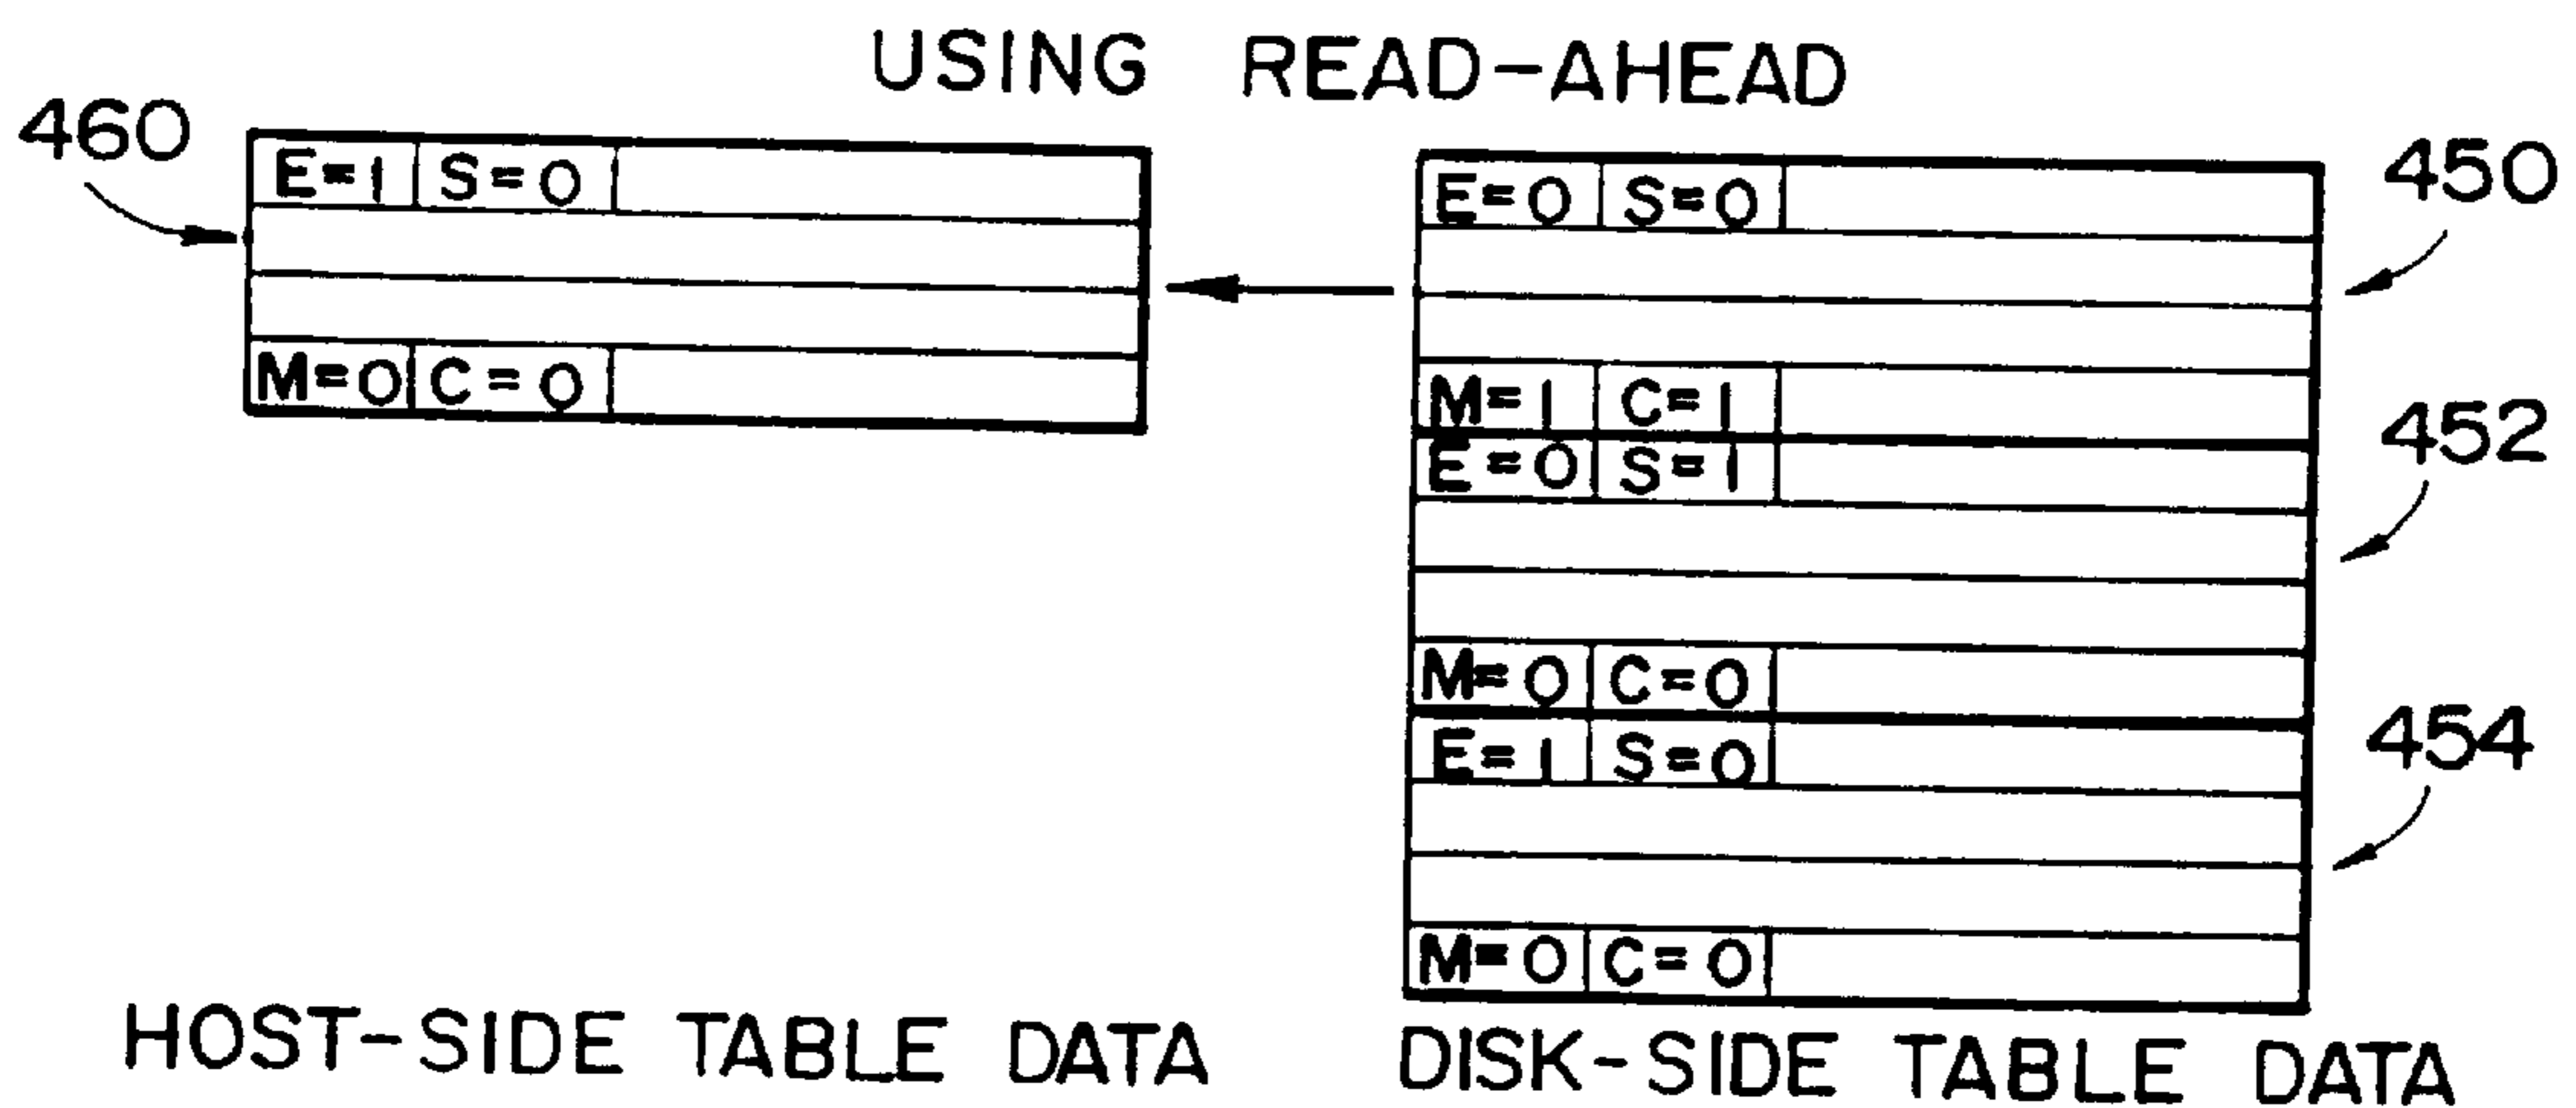 USING READ-AHEAD
460
E=1 S=0
M=0 C=0
450
E=0 S=0
M=1 C=1
452
E=0 S=1
M=0 C=0
454
E=1 S=0
M=0 C=0
HOST-SIDE TABLE DATA
DISK-SIDE TABLE DATA